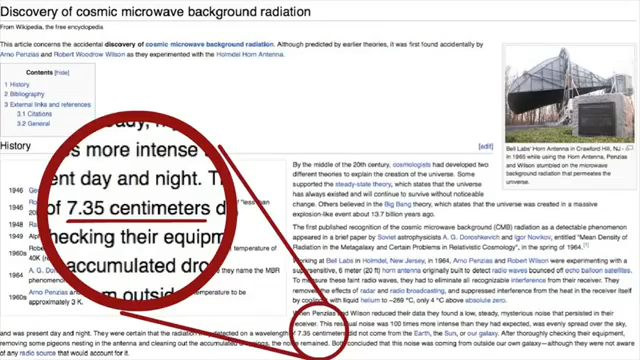 Discovery of cosmic microwave background radiation
From Wikipedia, the free encyclopedia
This article concerns the accidental discovery of cosmic microwave background radiation. Although predicted by earlier theories, it was first found accidentally by
Arno Penzias and Robert Woodrow Wilson as they experimented with the Holmdel Horn Antenna.
Contents [hide]
1 History
2 Bibliography
3 External links and references
3.1 Citations
3.2 General
Bell Labs' Horn Antenna in Crawford Hill, NJ -
In 1965 while using the Horn Antenna, Penzias
and Wilson stumbled on the microwave
background radiation that permeates the
universe.
History
[edit]
more intense
ent day and night. T
of 7.35 centimeters d
hecking their equipm
accumulated dro
outsid
1946
1946
1948
1949
1960s
1964
1960s
"less than
temperature of
40K
A. G.
they name the MBR
phenomenon
Arno Penzias and
temperature to be
approximately 3 K.
By the middle of the 20th century, cosmologists had developed two
different theories to explain the creation of the universe. Some
supported the steady-state theory, which states that the universe
has always existed and will continue to survive without noticeable
change. Others believed in the Big Bang theory, which states that the universe was created in a massive
explosive-event about 13.7 billion years ago.
The first published recognition of the cosmic microwave background (CMB) radiation as a detectable phenomenon
appeared in a brief paper by Soviet astrophysicists A. G. Doroshkevich and Igor Novikov, entitled "Mean Density of
Radiation in the Metagalaxy and Certain Problems in Relativistic Cosmology", in the spring of 1964.[1]
Working at Bell Labs in Holmdel, New Jersey, in 1964, Arno Penzias and Robert Wilson were experimenting with a
supersensitive, 6 meter (20 ft) horn antenna originally built to detect radio waves bounced off echo balloon satellites.
To measure these faint radio waves, they had to eliminate all recognizable interference from their receiver. They
removed the effects of radar and radio broadcasting, and suppressed interference from the heat in the receiver itself
by cooling with liquid helium to −269 °C, only 4 °C above absolute zero.
When Penzias and Wilson reduced their data they found a low, steady, mysterious noise that persisted in their
receiver. This residual noise was 100 times more intense than they had expected, was evenly spread over the sky,
and was present day and night. They were certain that the radiation they detected on a wavelength of 7.35 centimeters did not come from the Earth, the Sun, or our galaxy. After thoroughly checking their equipment,
removing some pigeons nesting in the antenna and cleaning out the accumulated droppings, the noise remained. Both concluded that this noise was coming from outside our own galaxy—although they were not aware
of any radio source that would account for it.